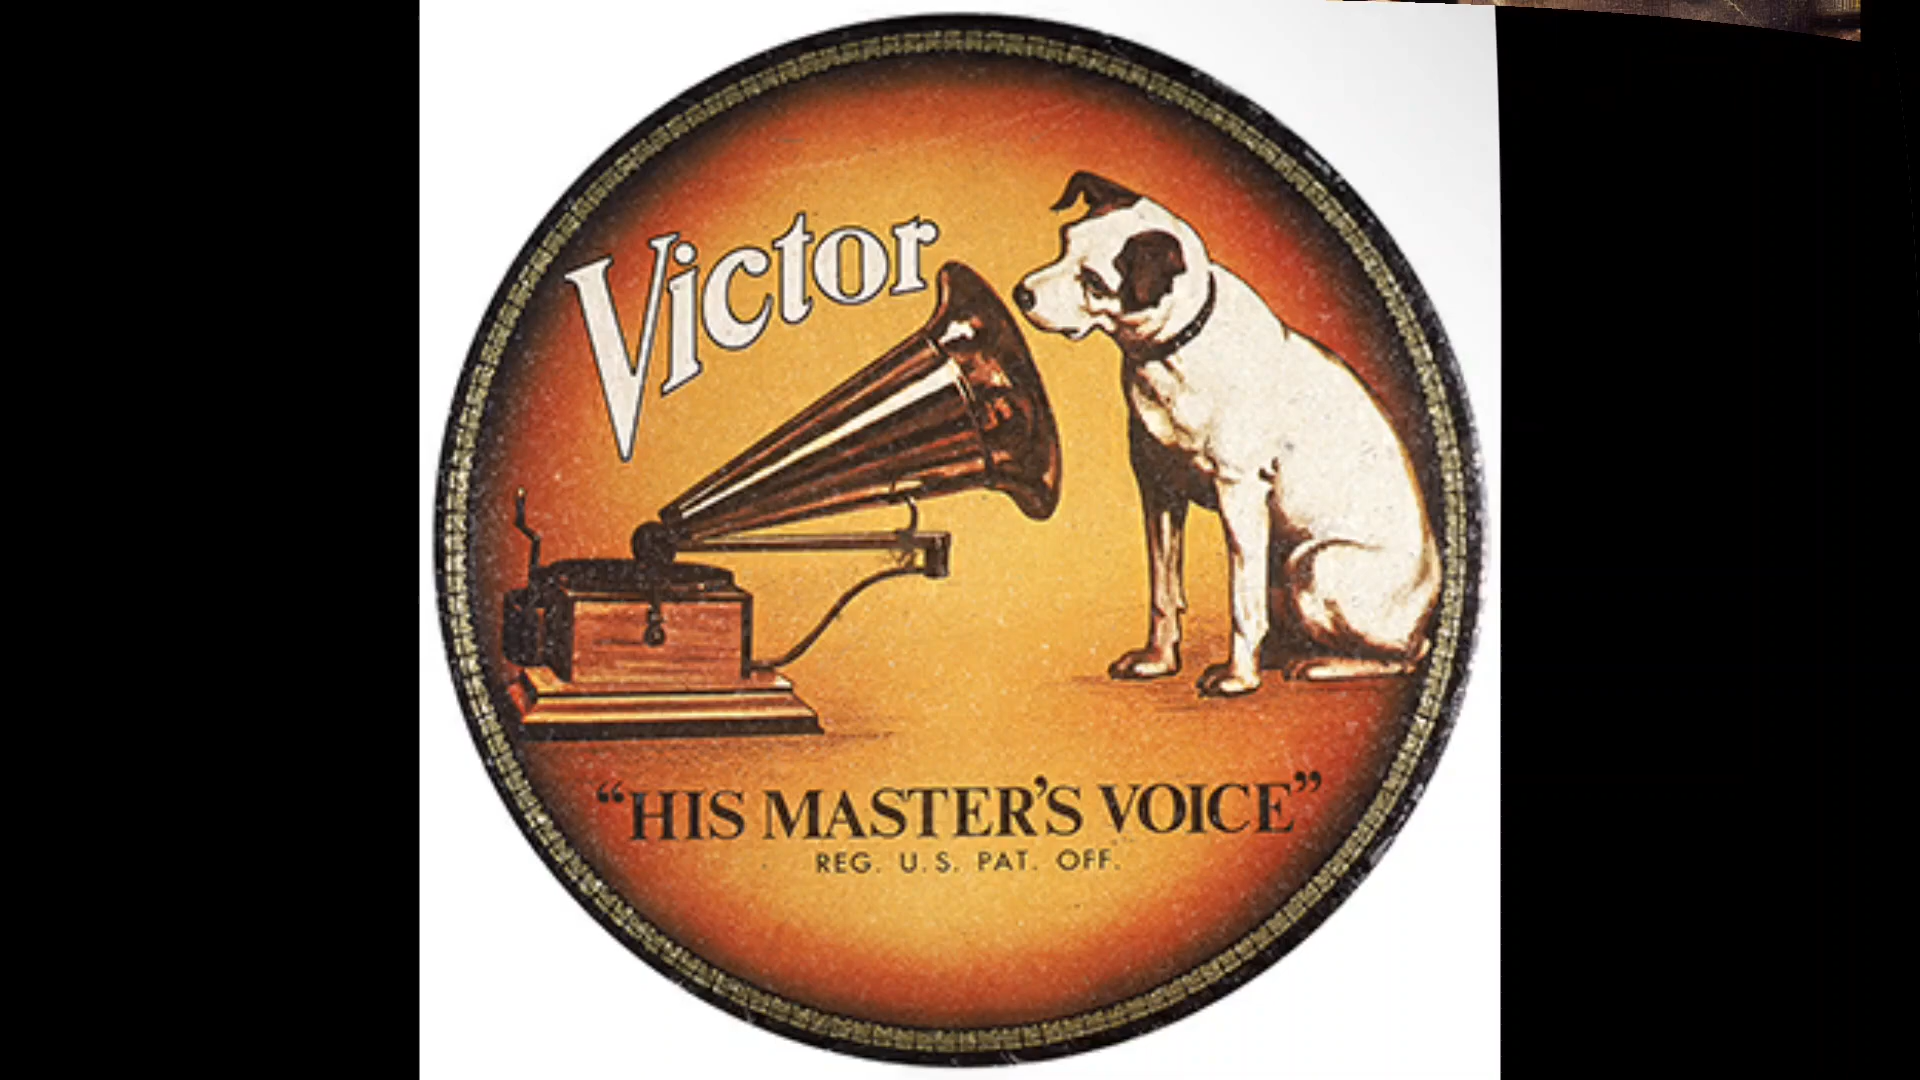 Victor
“HIS MASTER’S VOICE”
REG. U.S. PAT. OFF.